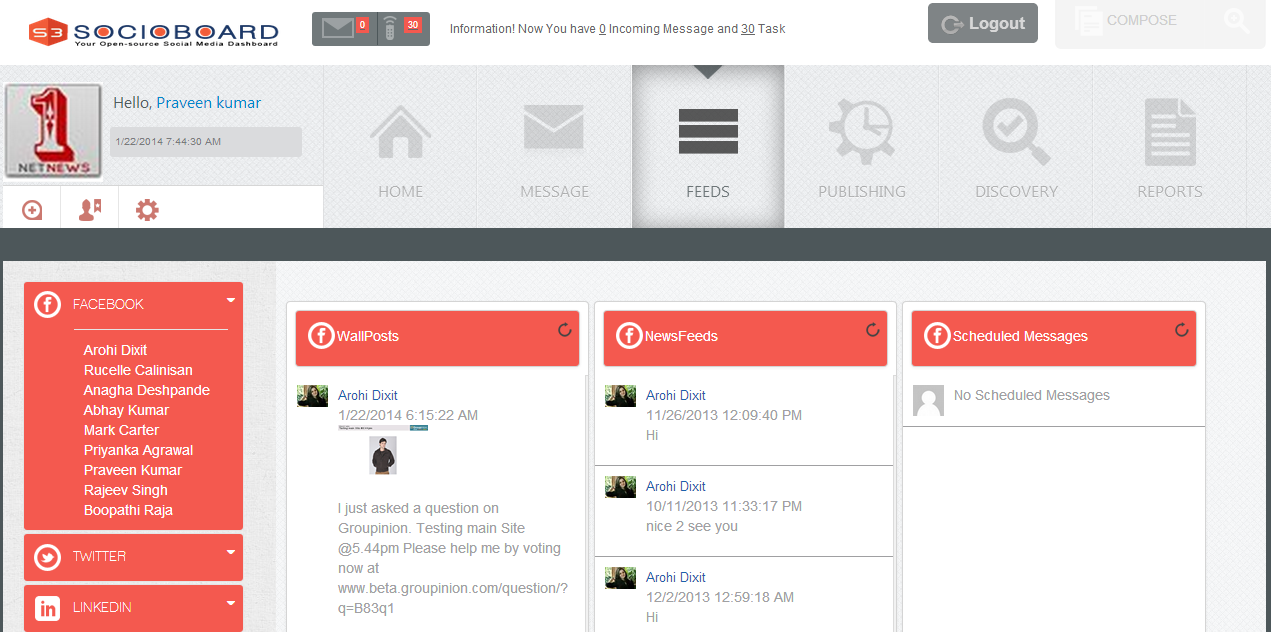 S3 SOCIOBOARD
Your Open-source Social Media Dashboard
0
30
Information! Now You have 0 Incoming Message and 30 Task
Logout
COMPOSE
1
NETNEWS
Hello, Praveen kumar
1/22/2014 7:44:30 AM
HOME
MESSAGE
FEEDS
PUBLISHING
DISCOVERY
REPORTS
FACEBOOK
Arohi Dixit
Rucelle Calinisan
Anagha Deshpande
Abhay Kumar
Mark Carter
Priyanka Agrawal
Praveen Kumar
Rajeev Singh
Boopathi Raja
TWITTER
LINKEDIN
WallPosts
Arohi Dixit
1/22/2014 6:15:22 AM
I just asked a question on
Groupinion. Testing main Site
@5.44pm Please help me by voting
now at
www.beta.groupinion.com/question/?
q=B83q1
NewsFeeds
Arohi Dixit
11/26/2013 12:09:40 PM
Hi
Arohi Dixit
10/11/2013 11:33:17 PM
nice 2 see you
Arohi Dixit
12/2/2013 12:59:18 AM
Hi
Scheduled Messages
No Scheduled Messages